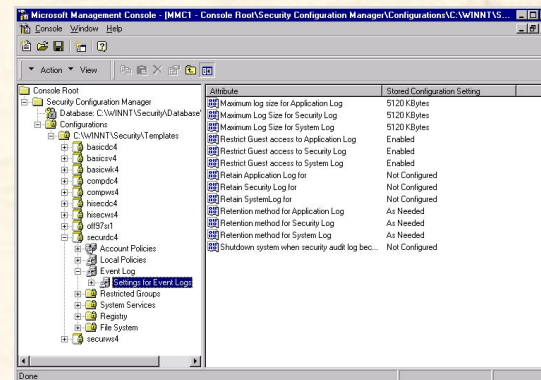 Microsoft Management Console - [MMC1 - Console Root\Security Configuration Manager\Configurations\C:\WINNT\S...
Console Window Help
Action View
Console Root
Security Configuration Manager
Database: C:\WINNT\Security\Database'
Configurations
C:\WINNT\Security\Templates
basicdc4
basicsv4
basicwk4
compdc4
compws4
hisecdc4
hisecws4
off97sr1
securdc4
Account Policies
Local Policies
Event Log
Settings for Event Logs
Restricted Groups
System Services
Registry
File System
securws4
Attribute Stored Configuration Setting
Maximum log size for Application Log 5120 KBytes
Maximum Log Size for Security Log 5120 KBytes
Maximum Log Size for System Log 5120 KBytes
Restrict Guest access to Application Log Enabled
Restrict Guest access to Security Log Enabled
Restrict Guest access to System Log Enabled
Retain Application Log for Not Configured
Retain Security Log for Not Configured
Retain SystemLog for Not Configured
Retention method for Application Log As Needed
Retention method for Security Log As Needed
Retention method for System Log As Needed
Shutdown system when security audit log bec... Not Configured
Done